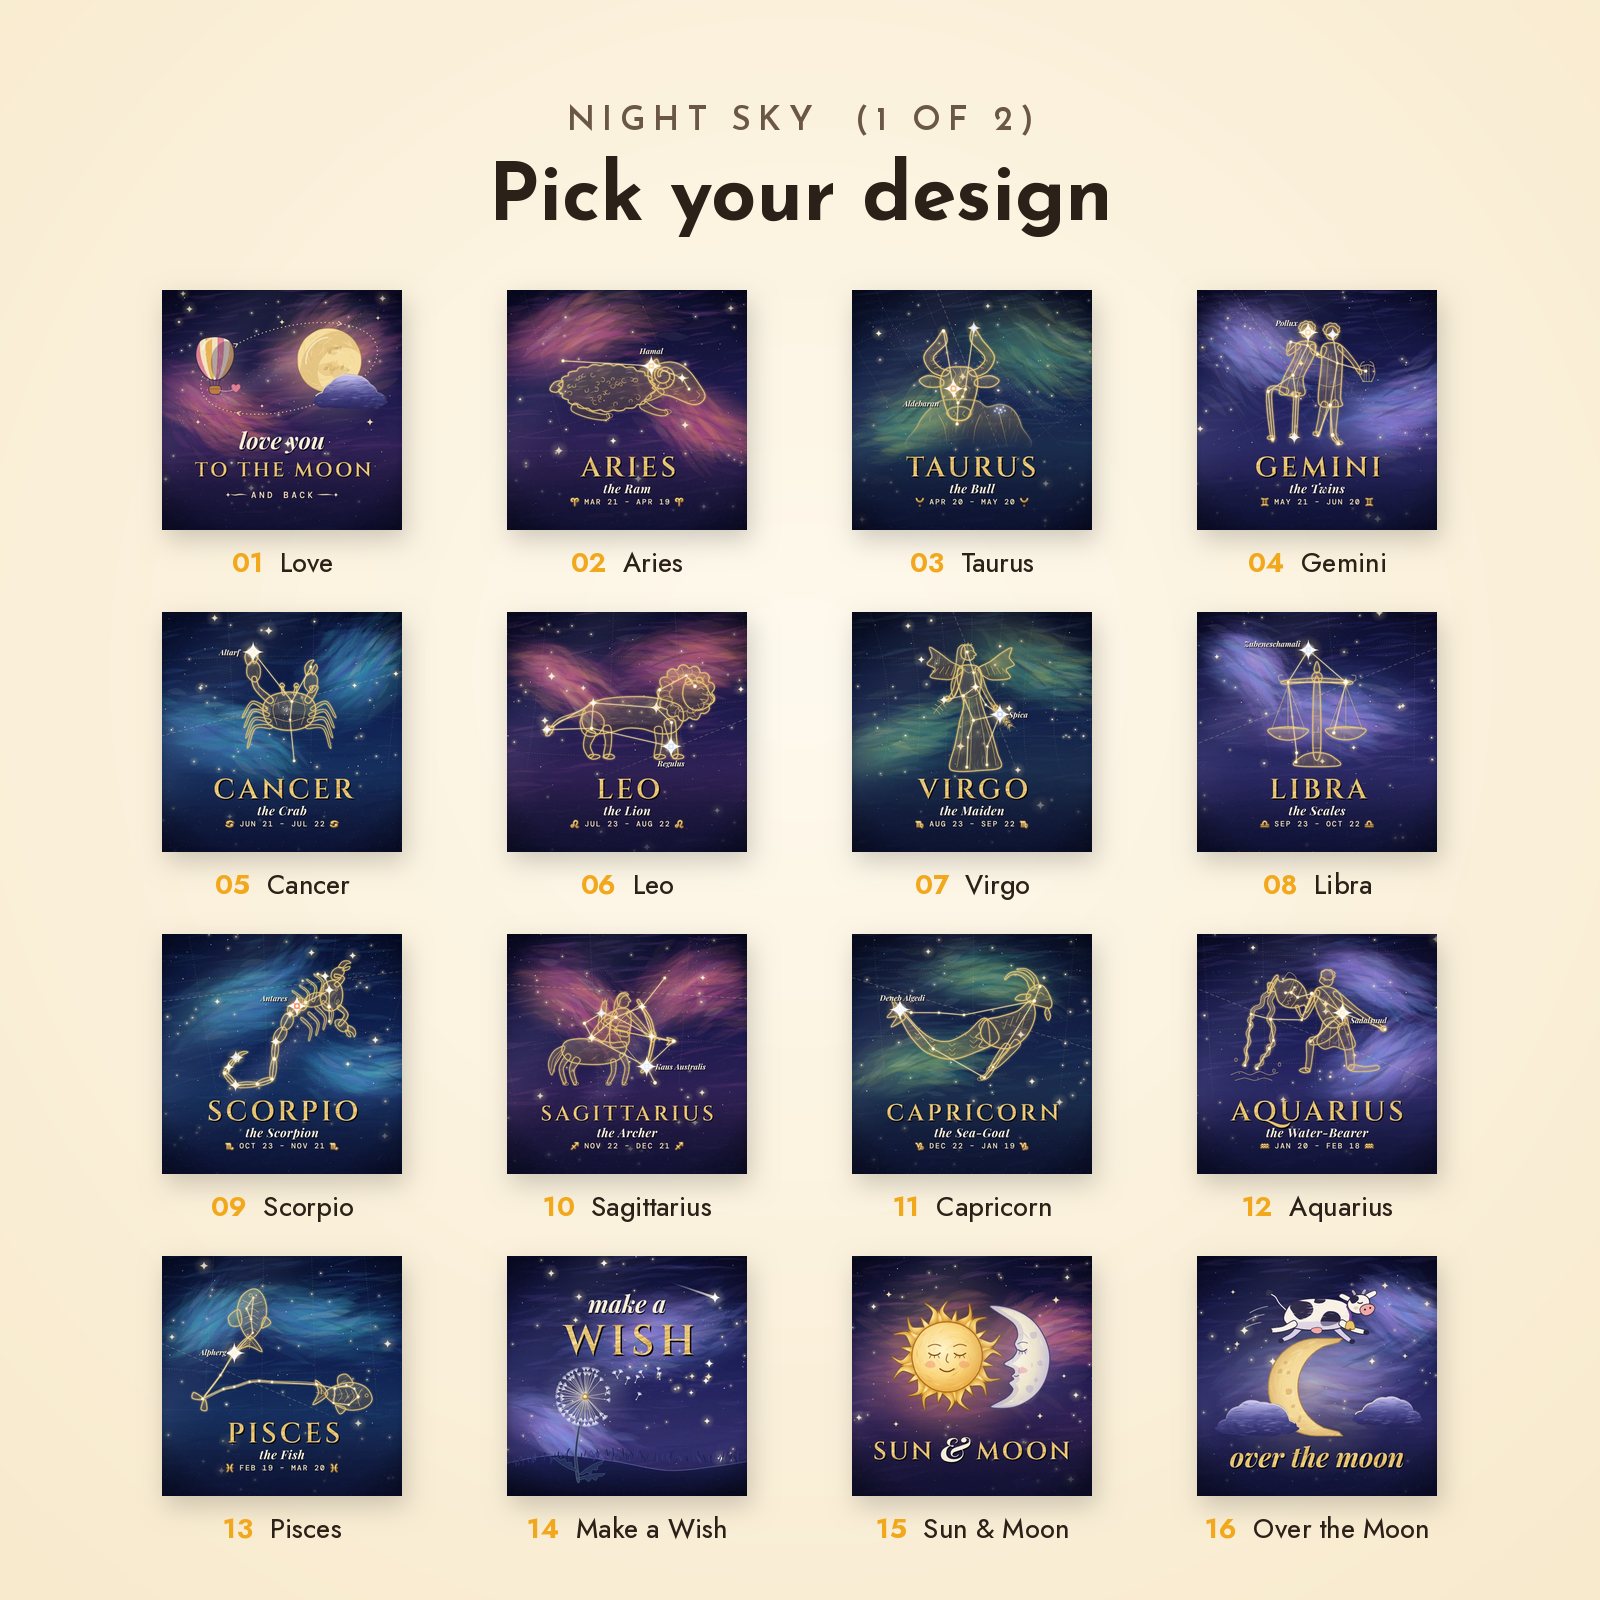 NIGHT SKY (1 OF 2)
Pick your design
love you
TO THE MOON
AND BACK
01 Love
Hamal
ARIES
the Ram
MAR 21 - APR 19
02 Aries
Aldebaran
TAURUS
the Bull
APR 20 - MAY 20
03 Taurus
Pollux
GEMINI
the Twins
MAY 21 - JUN 20
04 Gemini
Altarf
CANCER
the Crab
JUN 21 - JUL 22
05 Cancer
Regulus
LEO
the Lion
JUL 23 - AUG 22
06 Leo
Spica
VIRGO
the Maiden
AUG 23 - SEP 22
07 Virgo
Zubeneschamali
LIBRA
the Scales
SEP 23 - OCT 22
08 Libra
Antares
SCORPIO
the Scorpion
OCT 23 - NOV 21
09 Scorpio
Kaus Australis
SAGITTARIUS
the Archer
NOV 22 - DEC 21
10 Sagittarius
Deneb Algedi
CAPRICORN
the Sea-Goat
DEC 22 - JAN 19
11 Capricorn
Sadalsuud
AQUARIUS
the Water-Bearer
JAN 20 - FEB 18
12 Aquarius
Alpherg
PISCES
the Fish
FEB 19 - MAR 20
13 Pisces
make a
WISH
14 Make a Wish
SUN & MOON
15 Sun & Moon
over the moon
16 Over the Moon